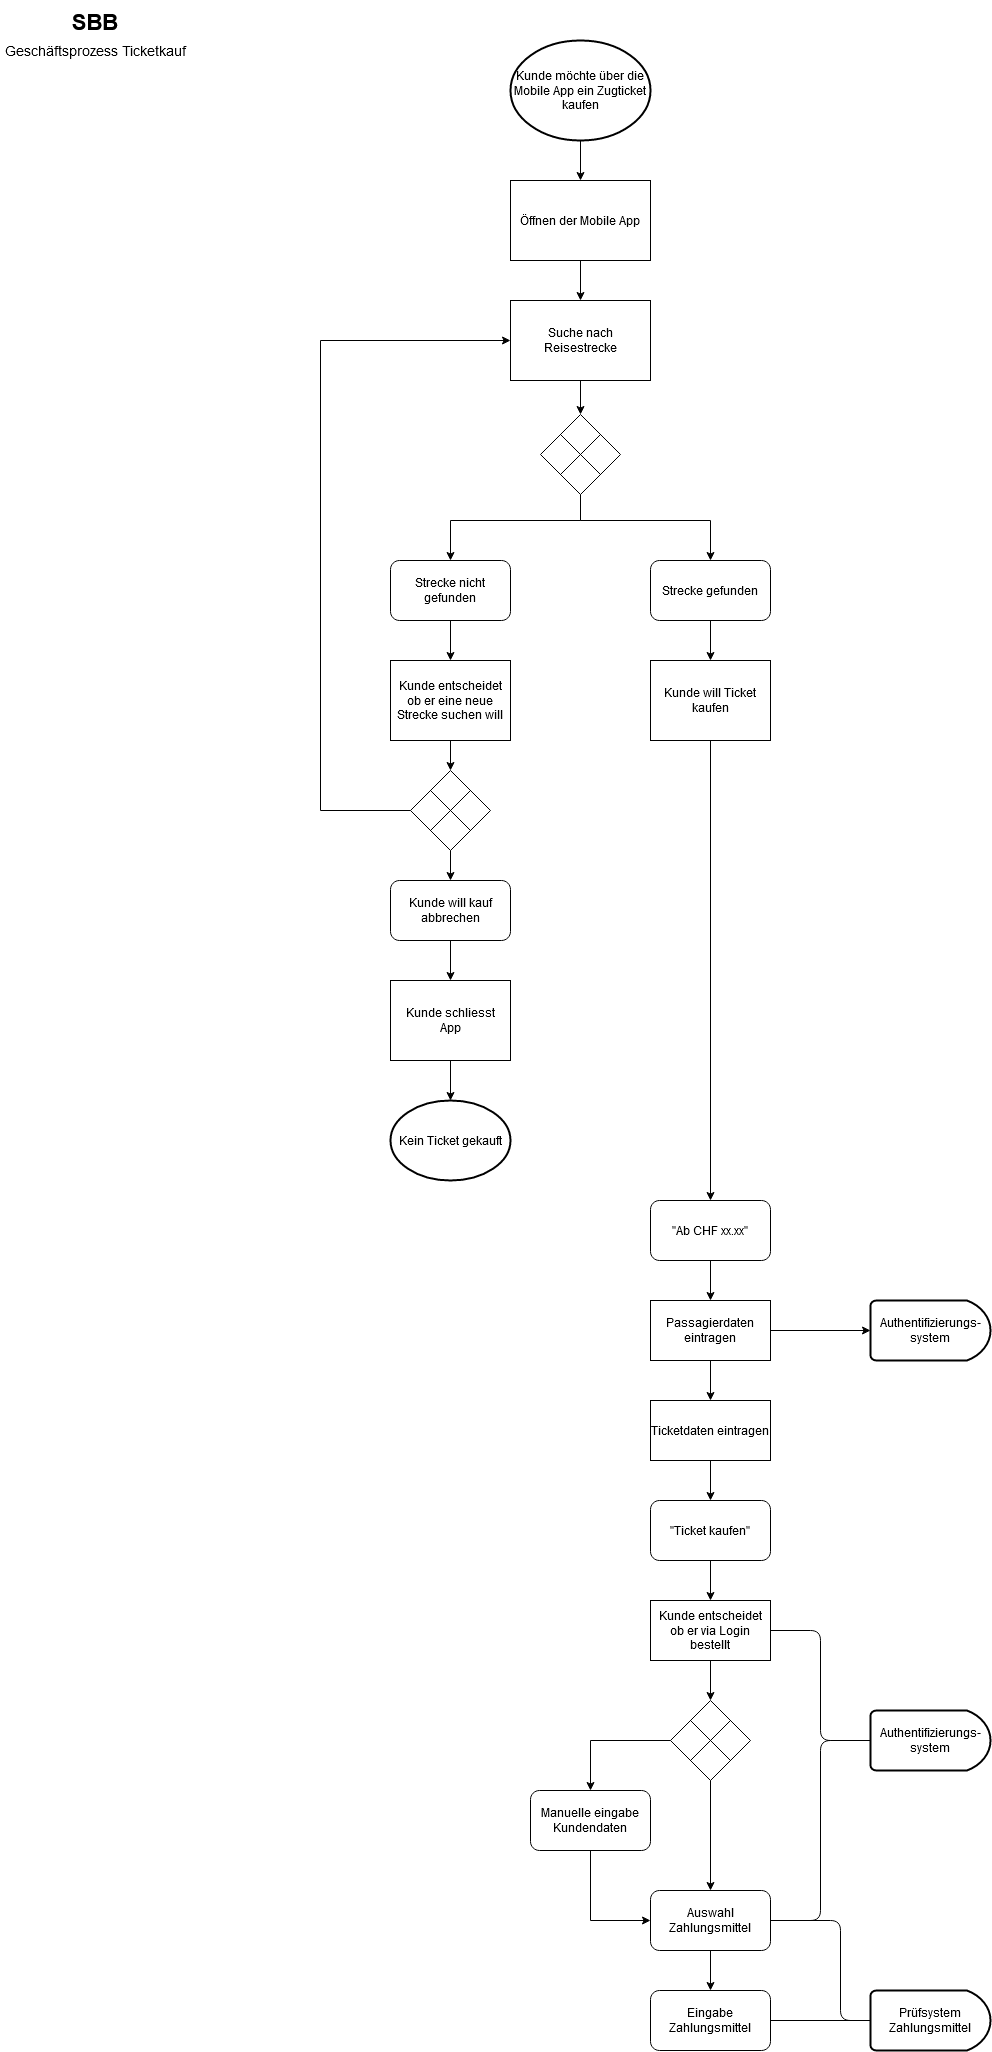 SBB
Geschäftsprozess Ticketkauf
Kunde möchte über die
Mobile App ein Zugticket
kaufen
Öffnen der Mobile App
Suche nach
Reisestrecke
Strecke nicht
gefunden
Strecke gefunden
Kunde entscheidet
ob er eine neue
Strecke suchen will
Kunde will Ticket
kaufen
Kunde will kauf
abbrechen
Kunde schliesst
App
Kein Ticket gekauft
"Ab CHF xx.xx"
Passagierdaten
eintragen
Authentifizierungs-
system
Ticketdaten eintragen
"Ticket kaufen"
Kunde entscheidet
ob er via Login
bestellt
Authentifizierungs-
system
Manuelle eingabe
Kundendaten
Auswahl
Zahlungsmittel
Eingabe
Zahlungsmittel
Prüfsystem
Zahlungsmittel